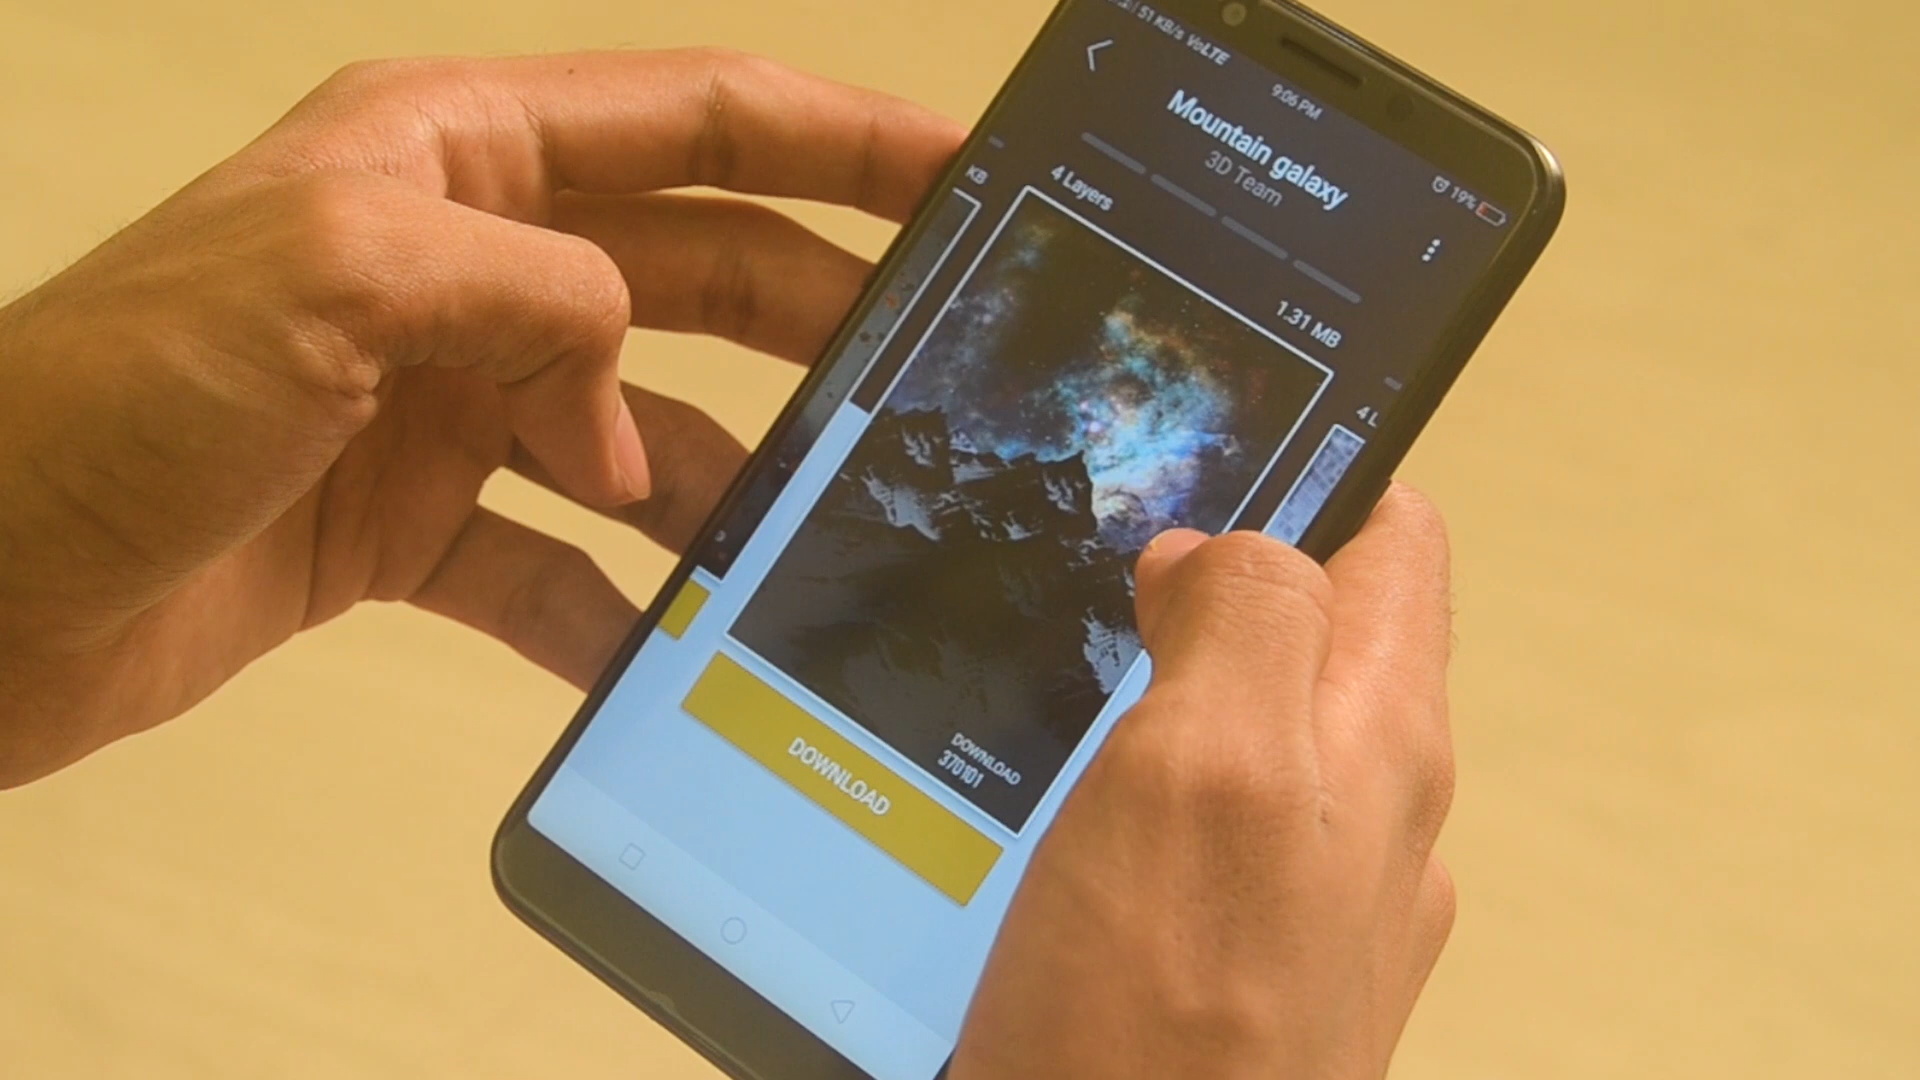 51 KB/s VoLTE
9:06 PM
19%
Mountain galaxy
3D Team
KB
4 Layers
1.31 MB
4 L
DOWNLOAD
370101
DOWNLOAD